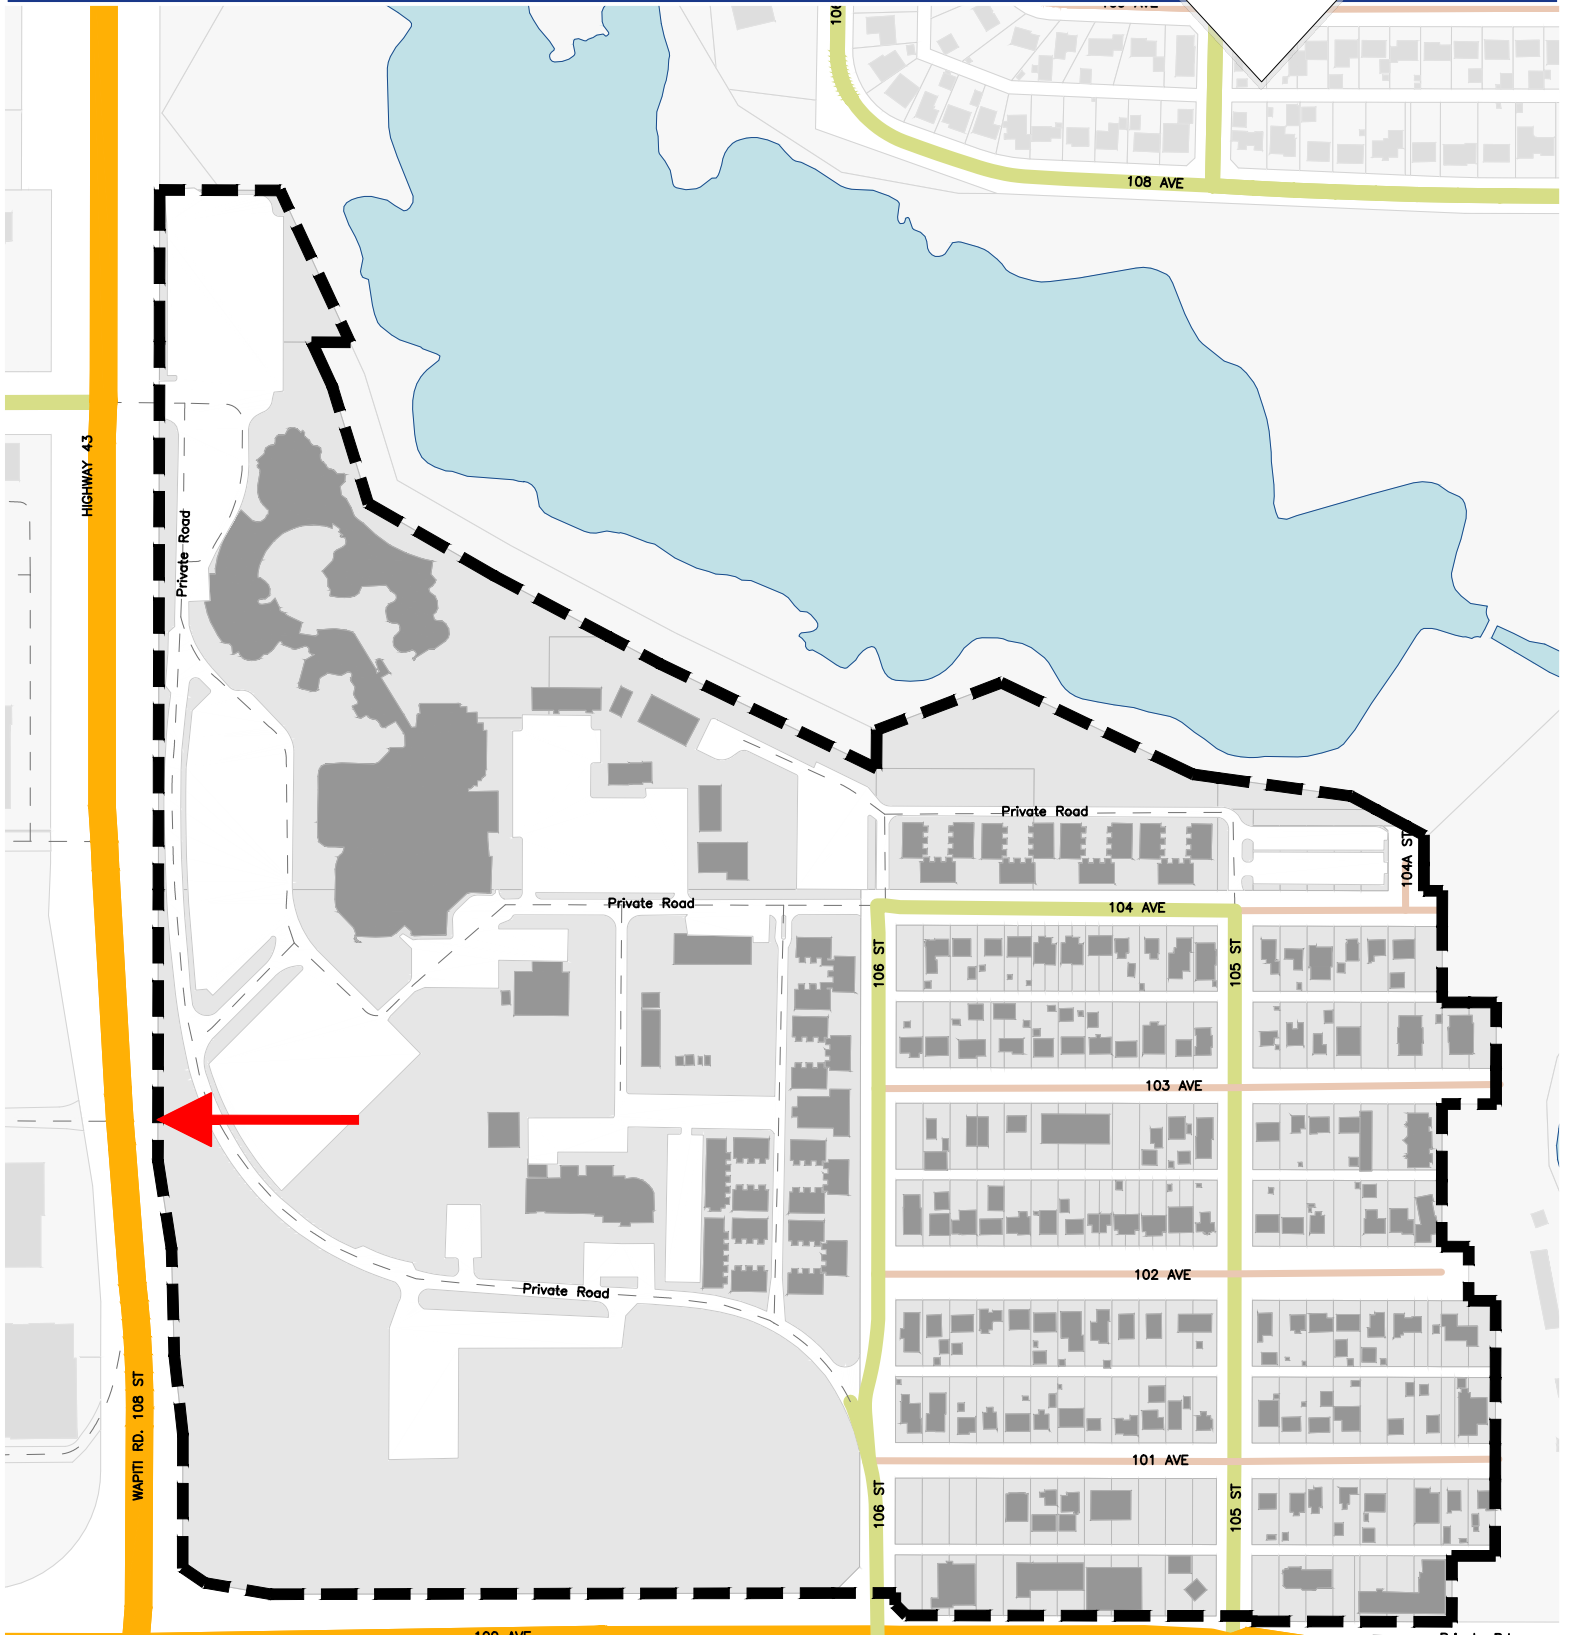 108 AVE
HIGHWAY 43
Private Road
Private Road
104A ST
Private Road
104 AVE
106 ST
105 ST
103 AVE
102 AVE
Private Road
WAPITI RD. 108 ST
101 AVE
106 ST
105 ST